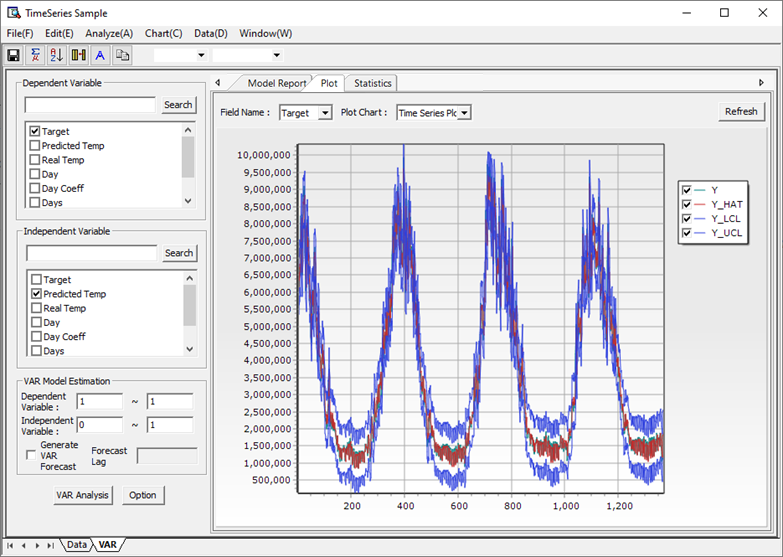 TimeSeries Sample
File(F) Edit(E) Analyze(A) Chart(C) Data(D) Window(W)
Dependent Variable
Search
Target
Predicted Temp
Real Temp
Day
Day Coeff
Days
Independent Variable
Search
Target
Predicted Temp
Real Temp
Day
Day Coeff
Days
VAR Model Estimation
Dependent Variable : 1 ~ 1
Independent Variable : 0 ~ 1
Generate VAR Forecast
Forecast Lag
VAR Analysis Option
Model Report Plot Statistics
Field Name : Target Plot Chart : Time Series Plo Refresh
10,000,000
9,500,000
9,000,000
8,500,000
8,000,000
7,500,000
7,000,000
6,500,000
6,000,000
5,500,000
5,000,000
4,500,000
4,000,000
3,500,000
3,000,000
2,500,000
2,000,000
1,500,000
1,000,000
500,000
200 400 600 800 1,000 1,200
Y
Y_HAT
Y_LCL
Y_UCL
Data VAR